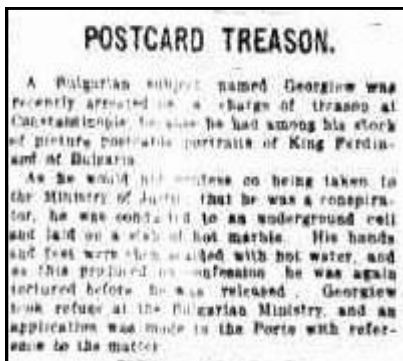 POSTCARD TREASON.
A Bulgarian subject named Georgiew was
recently arrested on a charge of treason at
Constantinople, because he had among his stock
of picture postcards portraits of King Ferdin-
and of Bulgaria
As he would not confess on being taken to
the Ministry of that he was a conspira-
tor, he was conducted to an underground cell
and laid on a slab of hot marble. His hands
and feet were then scalded with hot water, and
as this produced no confession he was again
tortured before he was released. Georgiew
took refuge at the Bulgarian Ministry, and an
application was made to the Porte with refer-
ence to the matter